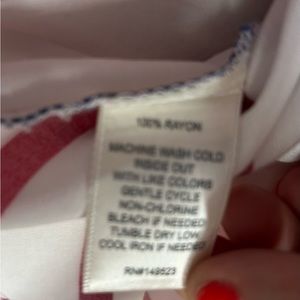 100% RAYON
MACHINE WASH COLD
INSIDE OUT
WITH LIKE COLORS
GENTLE CYCLE
NON-CHLORINE
BLEACH IF NEEDED
TUMBLE DRY LOW
COOL IRON IF NEEDED
RN#149523